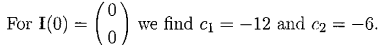 For I(0) = (0 0) we find c₁ = −12 and c₂ = −6.